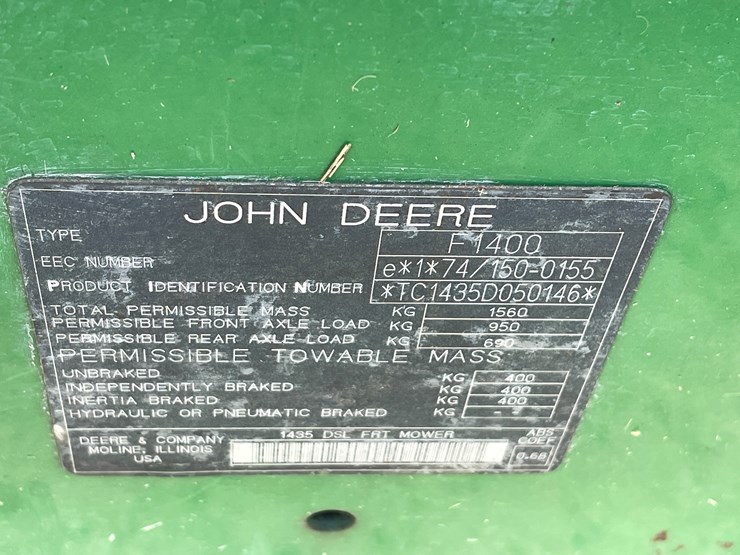 JOHN DEERE
TYPE F1400
EEC NUMBER e*1*74/150-0155
PRODUCT IDENTIFICATION NUMBER *TC1435D050146*
TOTAL PERMISSIBLE MASS KG 1560
PERMISSIBLE FRONT AXLE LOAD KG 950
PERMISSIBLE REAR AXLE LOAD KG 690
PERMISSIBLE TOWABLE MASS
UNBRAKED KG 400
INDEPENDENTLY BRAKED KG 400
INERTIA BRAKED KG 400
HYDRAULIC OR PNEUMATIC BRAKED KG - -
DEERE & COMPANY 1435 DSL FRT MOWER ABS
MOLINE, ILLINOIS COEF
USA 0.68